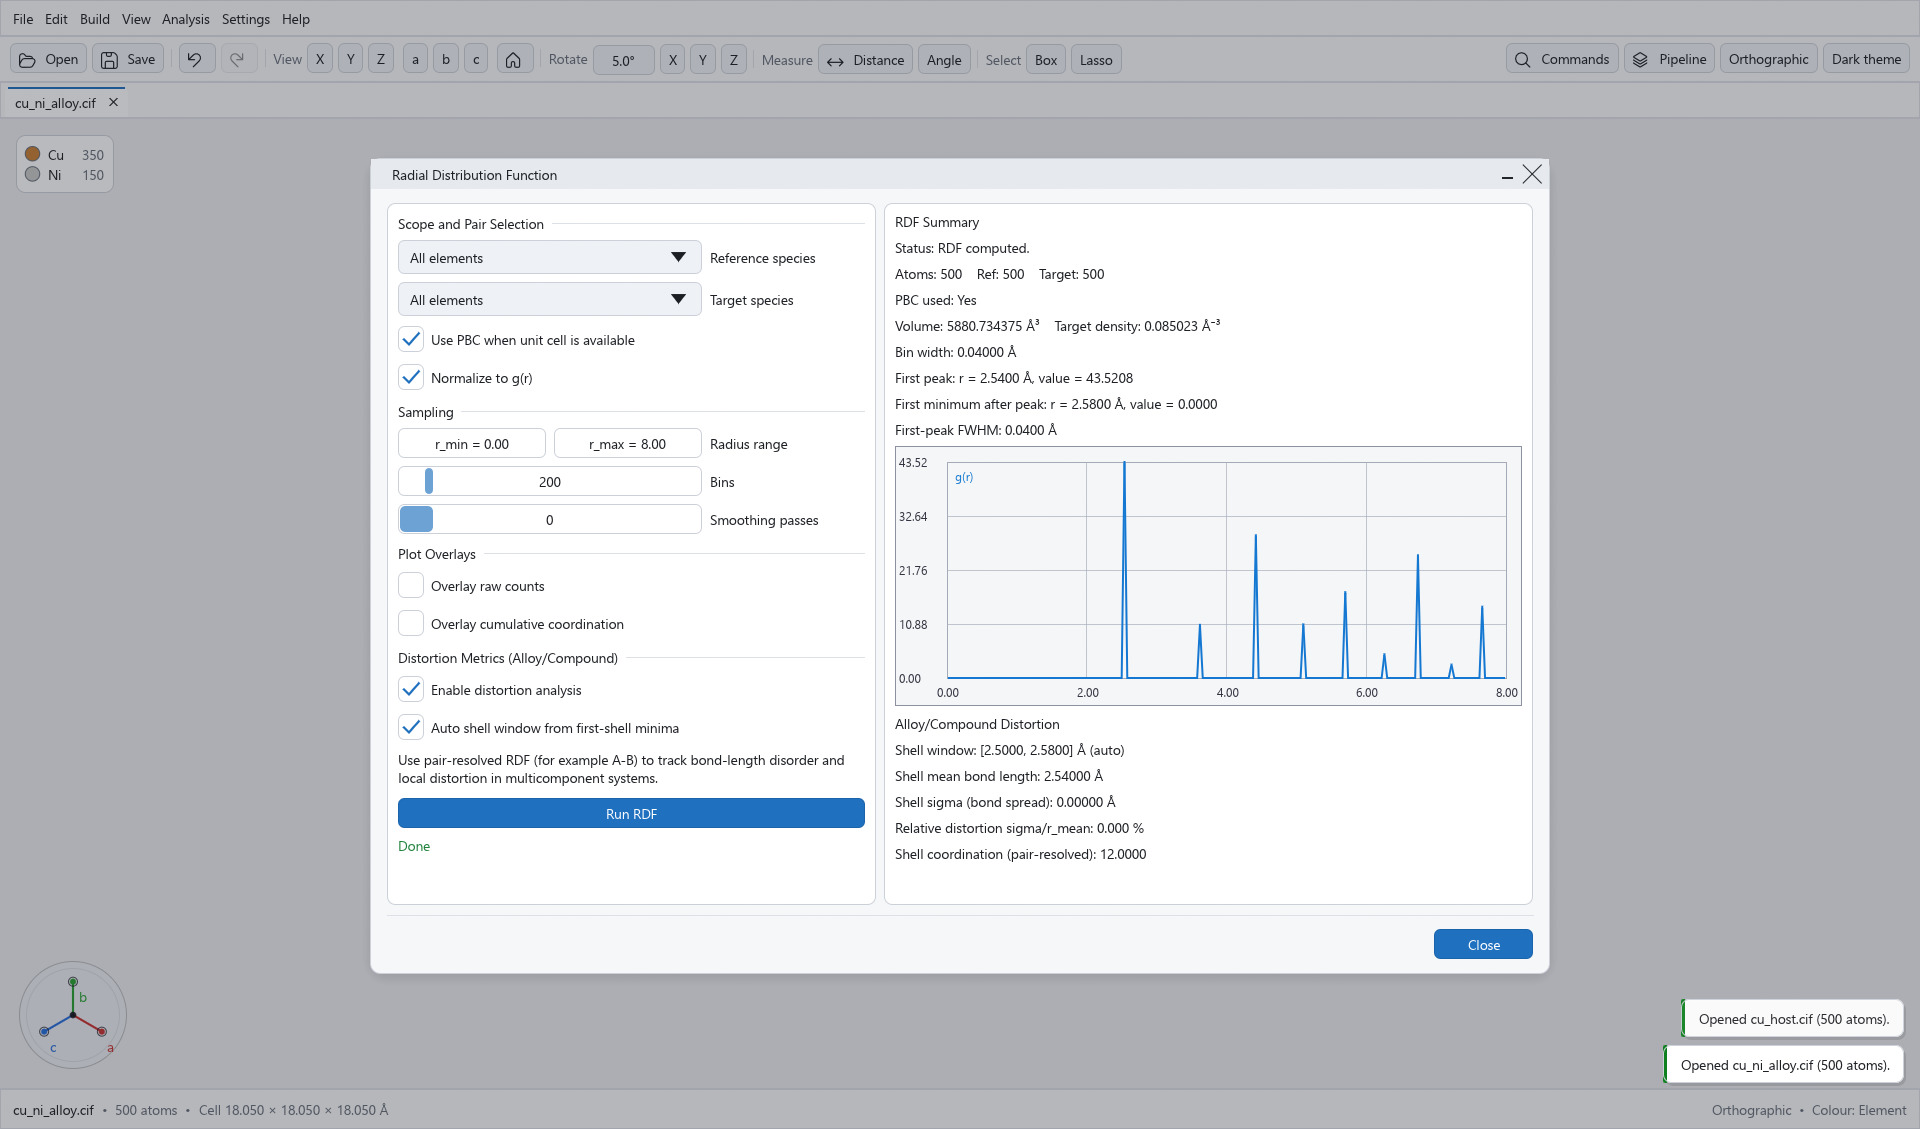 File Edit Build View Analysis Settings Help
Open Save View X Y Z a b c Rotate 5.0° X Y Z Measure Distance Angle Select Box Lasso Commands Pipeline Orthographic Dark theme
cu_ni_alloy.cif
Cu 350
Ni 150
Radial Distribution Function
Scope and Pair Selection
All elements Reference species
All elements Target species
Use PBC when unit cell is available
Normalize to g(r)
Sampling
r_min = 0.00 r_max = 8.00 Radius range
200 Bins
0 Smoothing passes
Plot Overlays
Overlay raw counts
Overlay cumulative coordination
Distortion Metrics (Alloy/Compound)
Enable distortion analysis
Auto shell window from first-shell minima
Use pair-resolved RDF (for example A-B) to track bond-length disorder and
local distortion in multicomponent systems.
Run RDF
Done
RDF Summary
Status: RDF computed.
Atoms: 500 Ref: 500 Target: 500
PBC used: Yes
Volume: 5880.734375 Å³ Target density: 0.085023 Å⁻³
Bin width: 0.04000 Å
First peak: r = 2.5400 Å, value = 43.5208
First minimum after peak: r = 2.5800 Å, value = 0.0000
First-peak FWHM: 0.0400 Å
43.52
g(r)
32.64
21.76
10.88
0.00
0.00 2.00 4.00 6.00 8.00
Alloy/Compound Distortion
Shell window: [2.5000, 2.5800] Å (auto)
Shell mean bond length: 2.54000 Å
Shell sigma (bond spread): 0.00000 Å
Relative distortion sigma/r_mean: 0.000 %
Shell coordination (pair-resolved): 12.0000
Close
b
c
a
Opened cu_host.cif (500 atoms).
Opened cu_ni_alloy.cif (500 atoms).
cu_ni_alloy.cif • 500 atoms • Cell 18.050 × 18.050 × 18.050 Å
Orthographic • Colour: Element